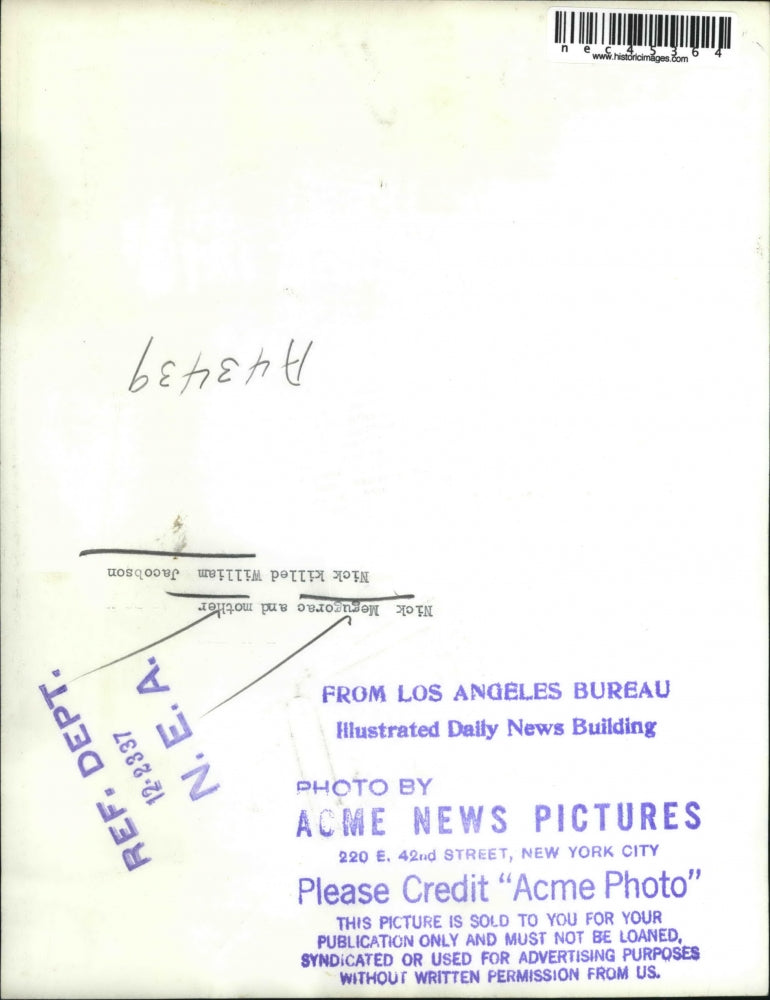 nec45364
www.historicimages.com
A43439
Nick Megugorac and mother
Nick killed William Jacobson
REF. DEPT.
12-2337
N. E. A.
FROM LOS ANGELES BUREAU
Illustrated Daily News Building
PHOTO BY
ACME NEWS PICTURES
220 E. 42nd STREET, NEW YORK CITY
Please Credit “Acme Photo”
THIS PICTURE IS SOLD TO YOU FOR YOUR
PUBLICATION ONLY AND MUST NOT BE LOANED,
SYNDICATED OR USED FOR ADVERTISING PURPOSES
WITHOUT WRITTEN PERMISSION FROM US.